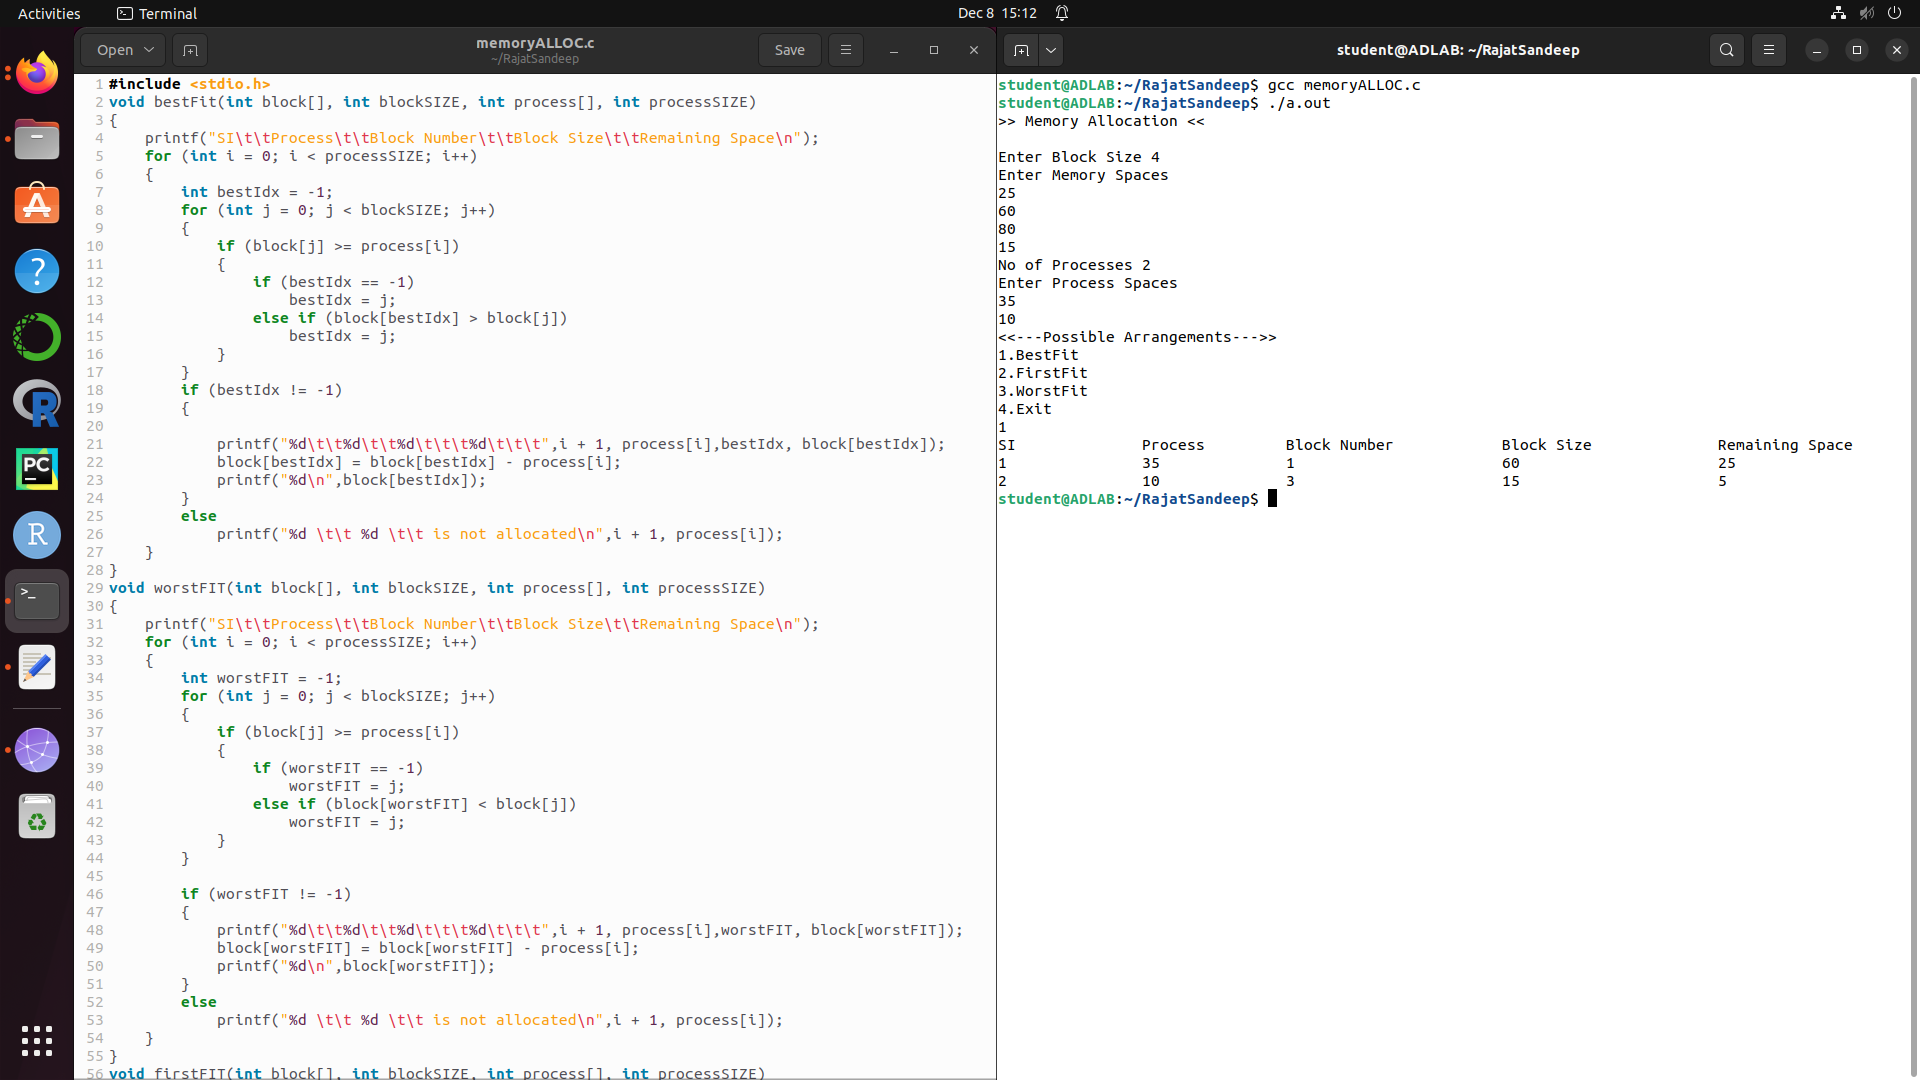 Activities
Terminal
Dec 8 15:12
Open
memoryALLOC.c
~/RajatSandeep
Save
1 #include <stdio.h>
2 void bestFit(int block[], int blockSIZE, int process[], int processSIZE)
3 {
4     printf("SI\t\tProcess\t\tBlock Number\t\tBlock Size\t\tRemaining Space\n");
5     for (int i = 0; i < processSIZE; i++)
6     {
7         int bestIdx = -1;
8         for (int j = 0; j < blockSIZE; j++)
9         {
10             if (block[j] >= process[i])
11             {
12                 if (bestIdx == -1)
13                     bestIdx = j;
14                 else if (block[bestIdx] > block[j])
15                     bestIdx = j;
16             }
17         }
18         if (bestIdx != -1)
19         {
20
21             printf("%d\t\t%d\t\t%d\t\t\t%d\t\t\t",i + 1, process[i],bestIdx, block[bestIdx]);
22             block[bestIdx] = block[bestIdx] - process[i];
23             printf("%d\n",block[bestIdx]);
24         }
25         else
26             printf("%d \t\t %d \t\t is not allocated\n",i + 1, process[i]);
27     }
28 }
29 void worstFIT(int block[], int blockSIZE, int process[], int processSIZE)
30 {
31     printf("SI\t\tProcess\t\tBlock Number\t\tBlock Size\t\tRemaining Space\n");
32     for (int i = 0; i < processSIZE; i++)
33     {
34         int worstFIT = -1;
35         for (int j = 0; j < blockSIZE; j++)
36         {
37             if (block[j] >= process[i])
38             {
39                 if (worstFIT == -1)
40                     worstFIT = j;
41                 else if (block[worstFIT] < block[j])
42                     worstFIT = j;
43             }
44         }
45
46         if (worstFIT != -1)
47         {
48             printf("%d\t\t%d\t\t%d\t\t\t%d\t\t\t",i + 1, process[i],worstFIT, block[worstFIT]);
49             block[worstFIT] = block[worstFIT] - process[i];
50             printf("%d\n",block[worstFIT]);
51         }
52         else
53             printf("%d \t\t %d \t\t is not allocated\n",i + 1, process[i]);
54     }
55 }
56 void firstFIT(int block[], int blockSIZE, int process[], int processSIZE)
student@ADLAB: ~/RajatSandeep
student@ADLAB:~/RajatSandeep$ gcc memoryALLOC.c
student@ADLAB:~/RajatSandeep$ ./a.out
>> Memory Allocation <<
Enter Block Size 4
Enter Memory Spaces
25
60
80
15
No of Processes 2
Enter Process Spaces
35
10
<<---Possible Arrangements--->>
1.BestFit
2.FirstFit
3.WorstFit
4.Exit
1
SI Process Block Number Block Size Remaining Space
1 35 1 60 25
2 10 3 15 5
student@ADLAB:~/RajatSandeep$
A
?
R
PC
R
>_